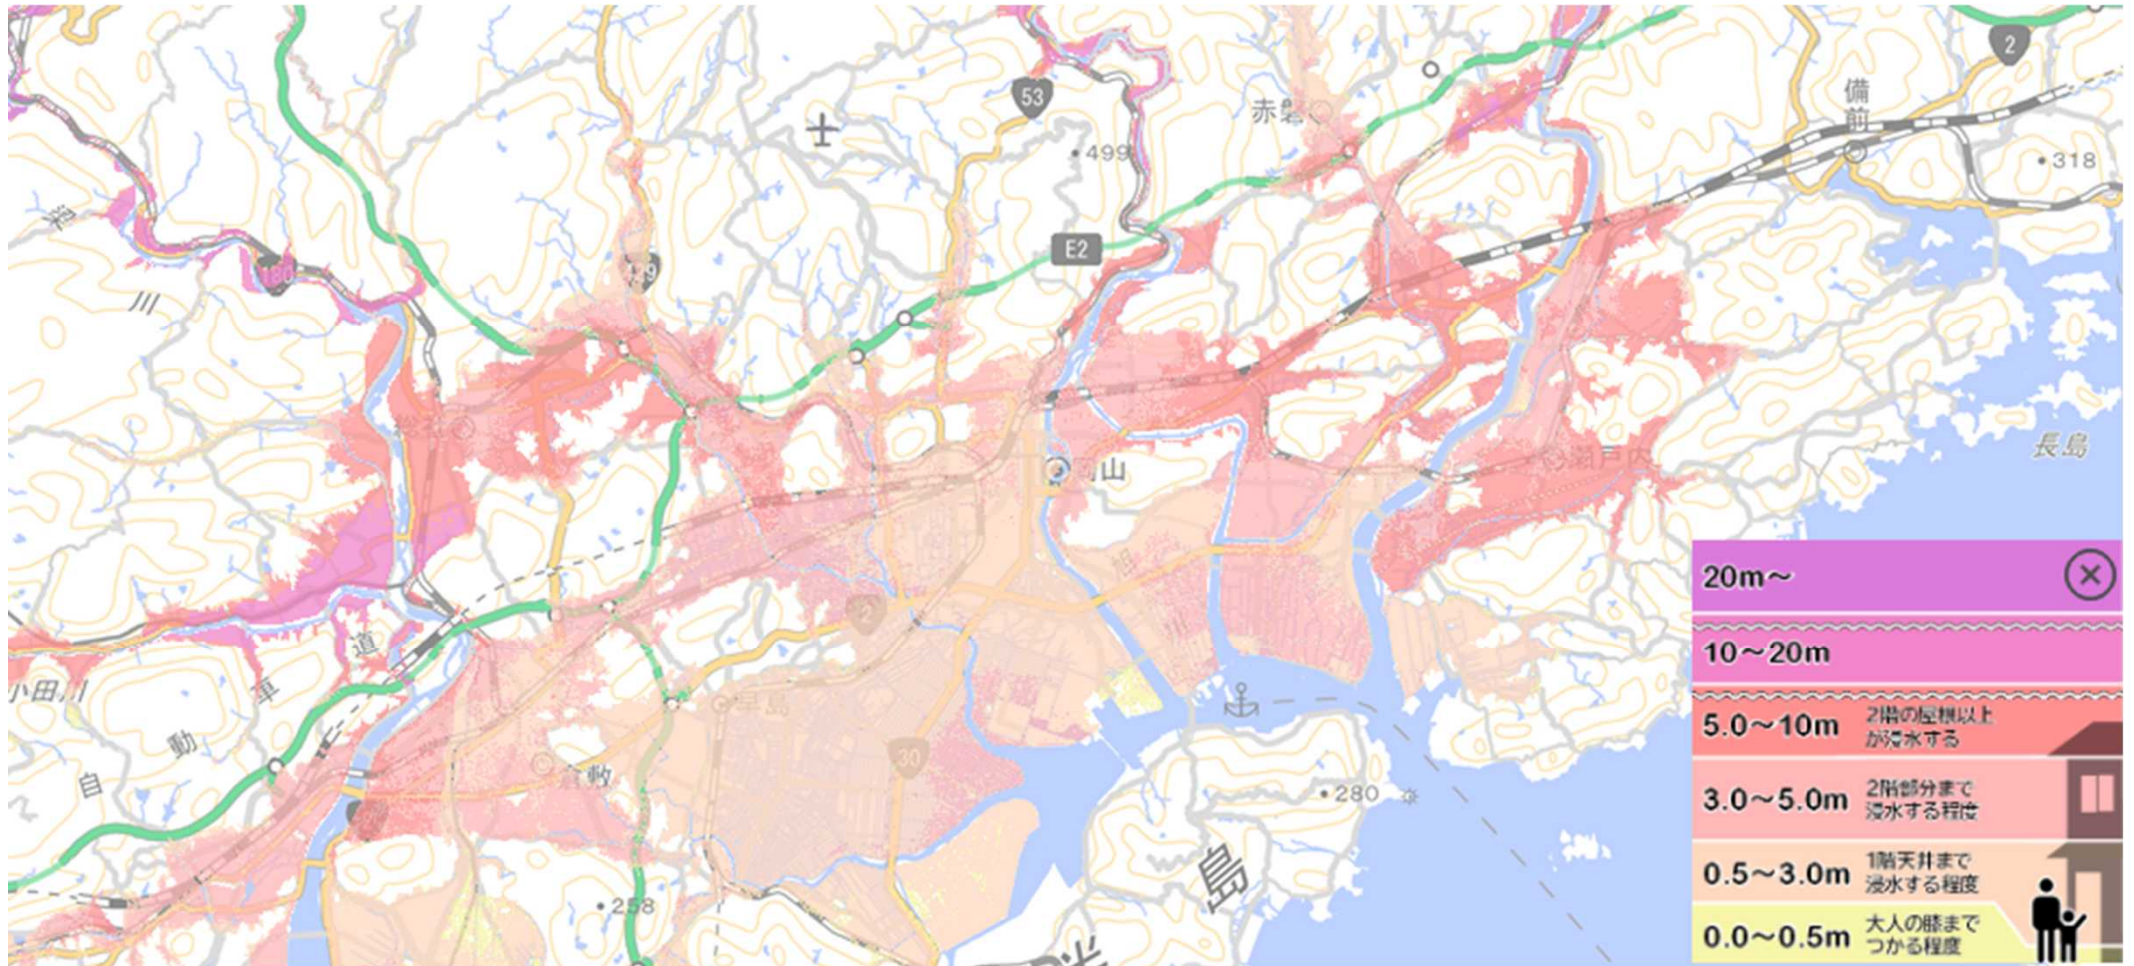 2
備
前
53
赤磐
499
318
梁
E2
180
429
川
長島
岡山
瀬戸内
20m～
道
2
10～20m
小田川
車
早島
5.0～10m
2階の屋根以上
が浸水する
動
30
倉敷
自
280
3.0～5.0m
2階部分まで
浸水する程度
島
0.5～3.0m
1階天井まで
浸水する程度
258
0.0～0.5m
大人の膝まで
つかる程度